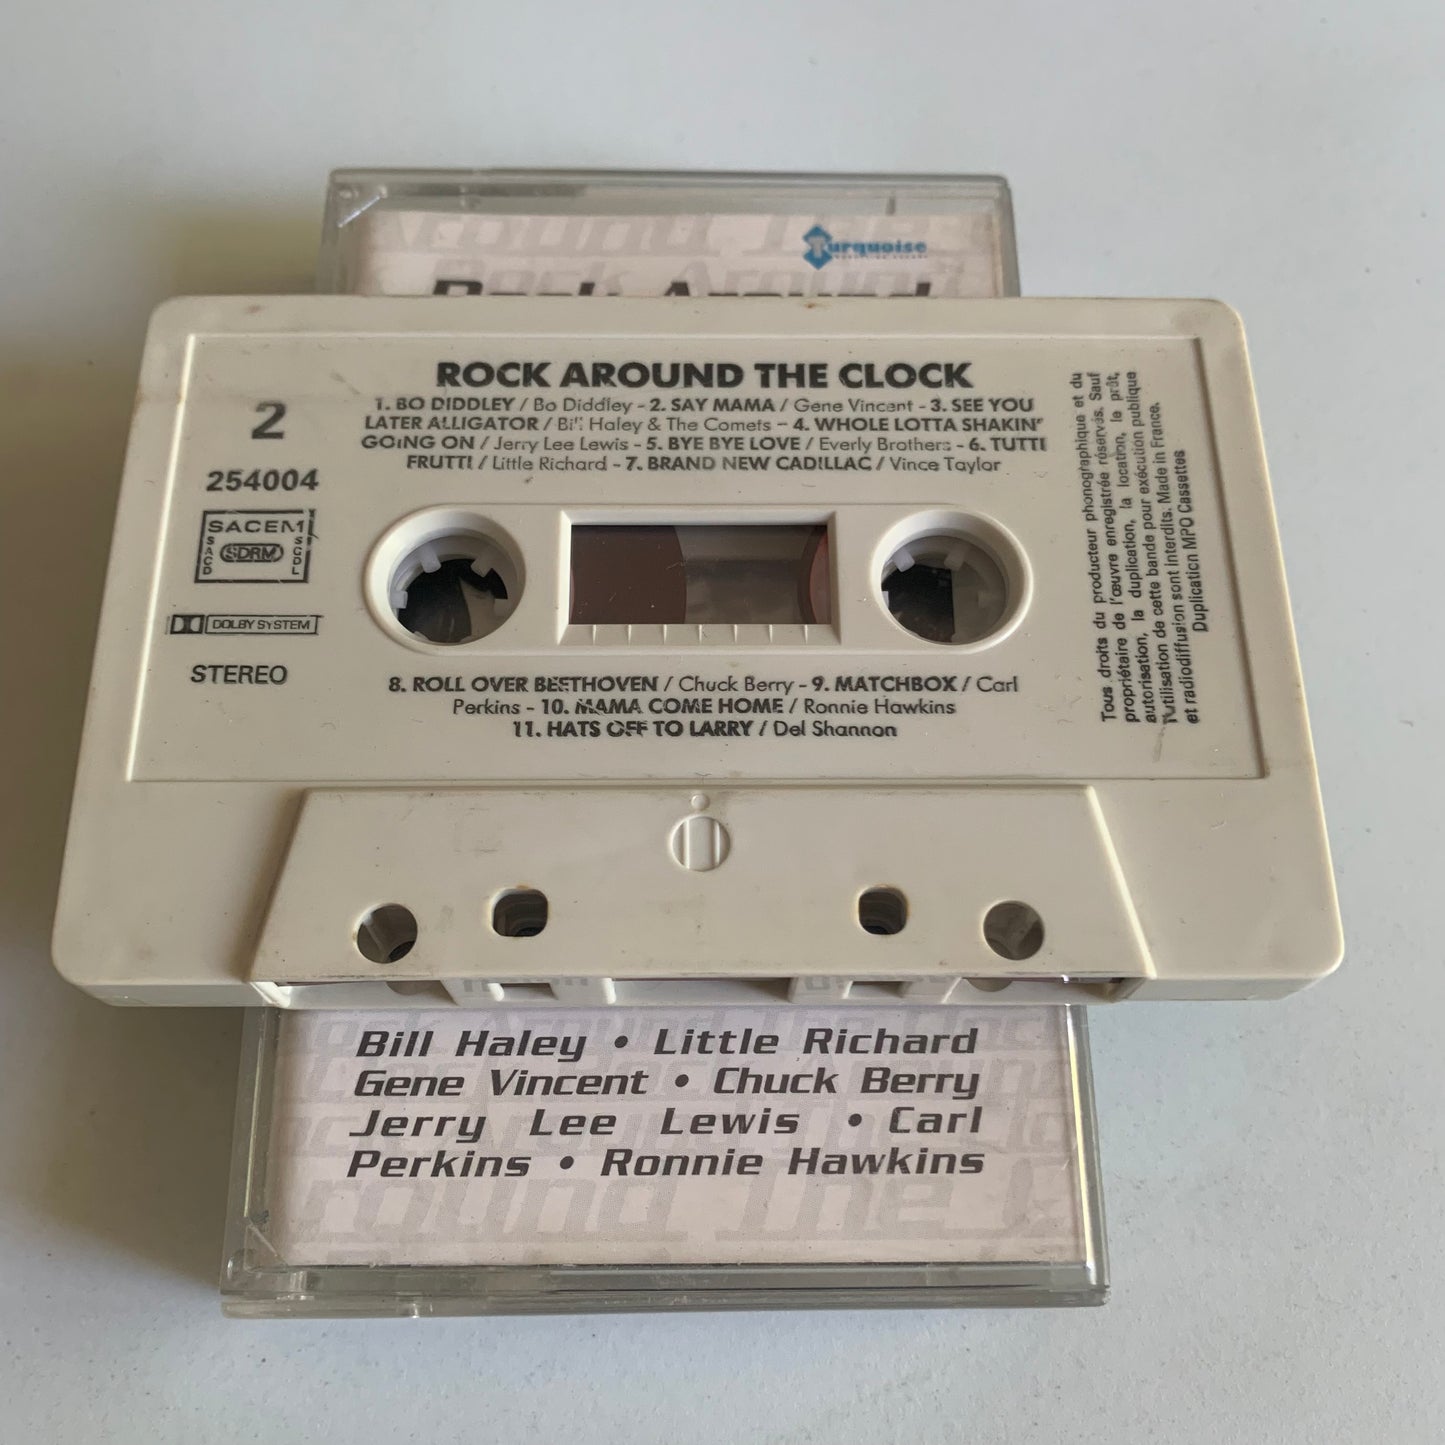 Turquoise
Rock Around
ROCK AROUND THE CLOCK
2
1. BO DIDDLEY / Bo Diddley - 2. SAY MAMA / Gene Vincent - 3. SEE YOU
LATER ALLIGATOR / Bill Haley & The Comets - 4. WHOLE LOTTA SHAKIN'
GOING ON / Jerry Lee Lewis - 5. BYE BYE LOVE / Everly Brothers - 6. TUTTI
FRUTTI / Little Richard - 7. BRAND NEW CADILLAC / Vince Taylor
254004
SACEM
SACD
SDRM
SCDL
DOLBY SYSTEM
STEREO
8. ROLL OVER BEETHOVEN / Chuck Berry - 9. MATCHBOX / Carl
Perkins - 10. MAMA COME HOME / Ronnie Hawkins
11. HATS OFF TO LARRY / Del Shannon
Tous droits du producteur phonographique et du
propriétaire de l'œuvre enregistrée réservés. Sauf
autorisation, la duplication, la location, le prêt,
l'utilisation de cette bande pour exécution publique
et radiodiffusion sont interdits. Made in France.
Duplication MPO Cassettes
Bill Haley • Little Richard
Gene Vincent • Chuck Berry
Jerry Lee Lewis • Carl
Perkins • Ronnie Hawkins